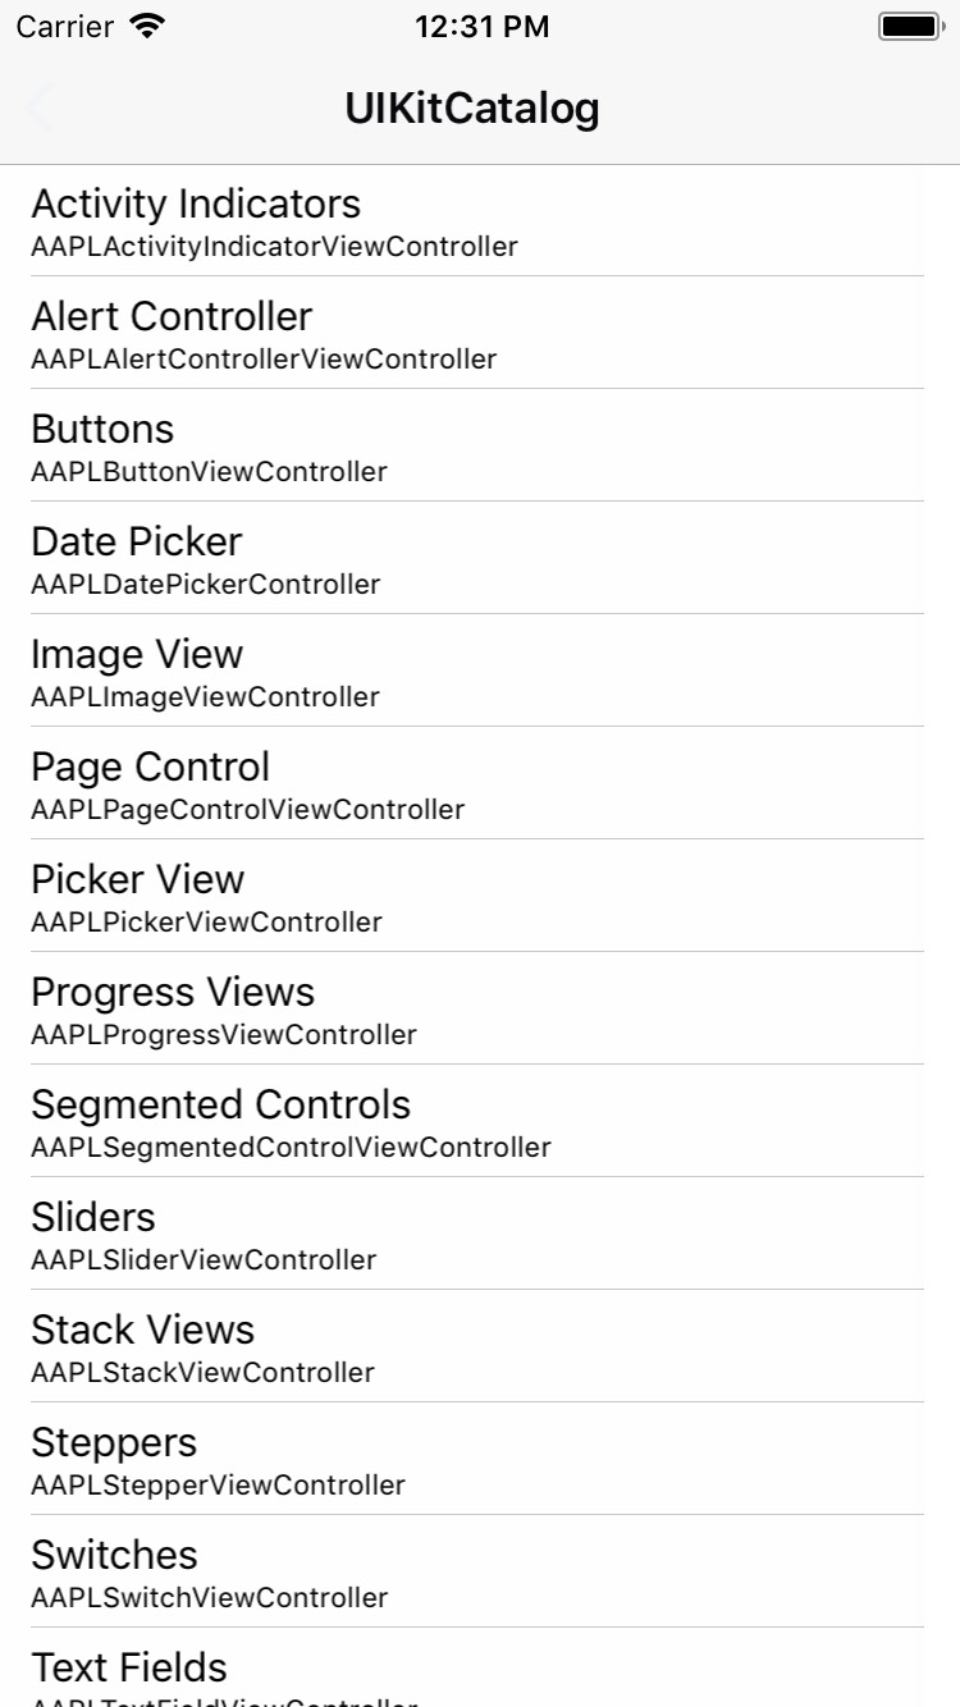 Carrier 12:31 PM
UIKitCatalog
Activity Indicators
AAPLActivityIndicatorViewController
Alert Controller
AAPLAlertControllerViewController
Buttons
AAPLButtonViewController
Date Picker
AAPLDatePickerController
Image View
AAPLImageViewController
Page Control
AAPLPageControlViewController
Picker View
AAPLPickerViewController
Progress Views
AAPLProgressViewController
Segmented Controls
AAPLSegmentedControlViewController
Sliders
AAPLSliderViewController
Stack Views
AAPLStackViewController
Steppers
AAPLStepperViewController
Switches
AAPLSwitchViewController
Text Fields
AAPLTextFieldViewController